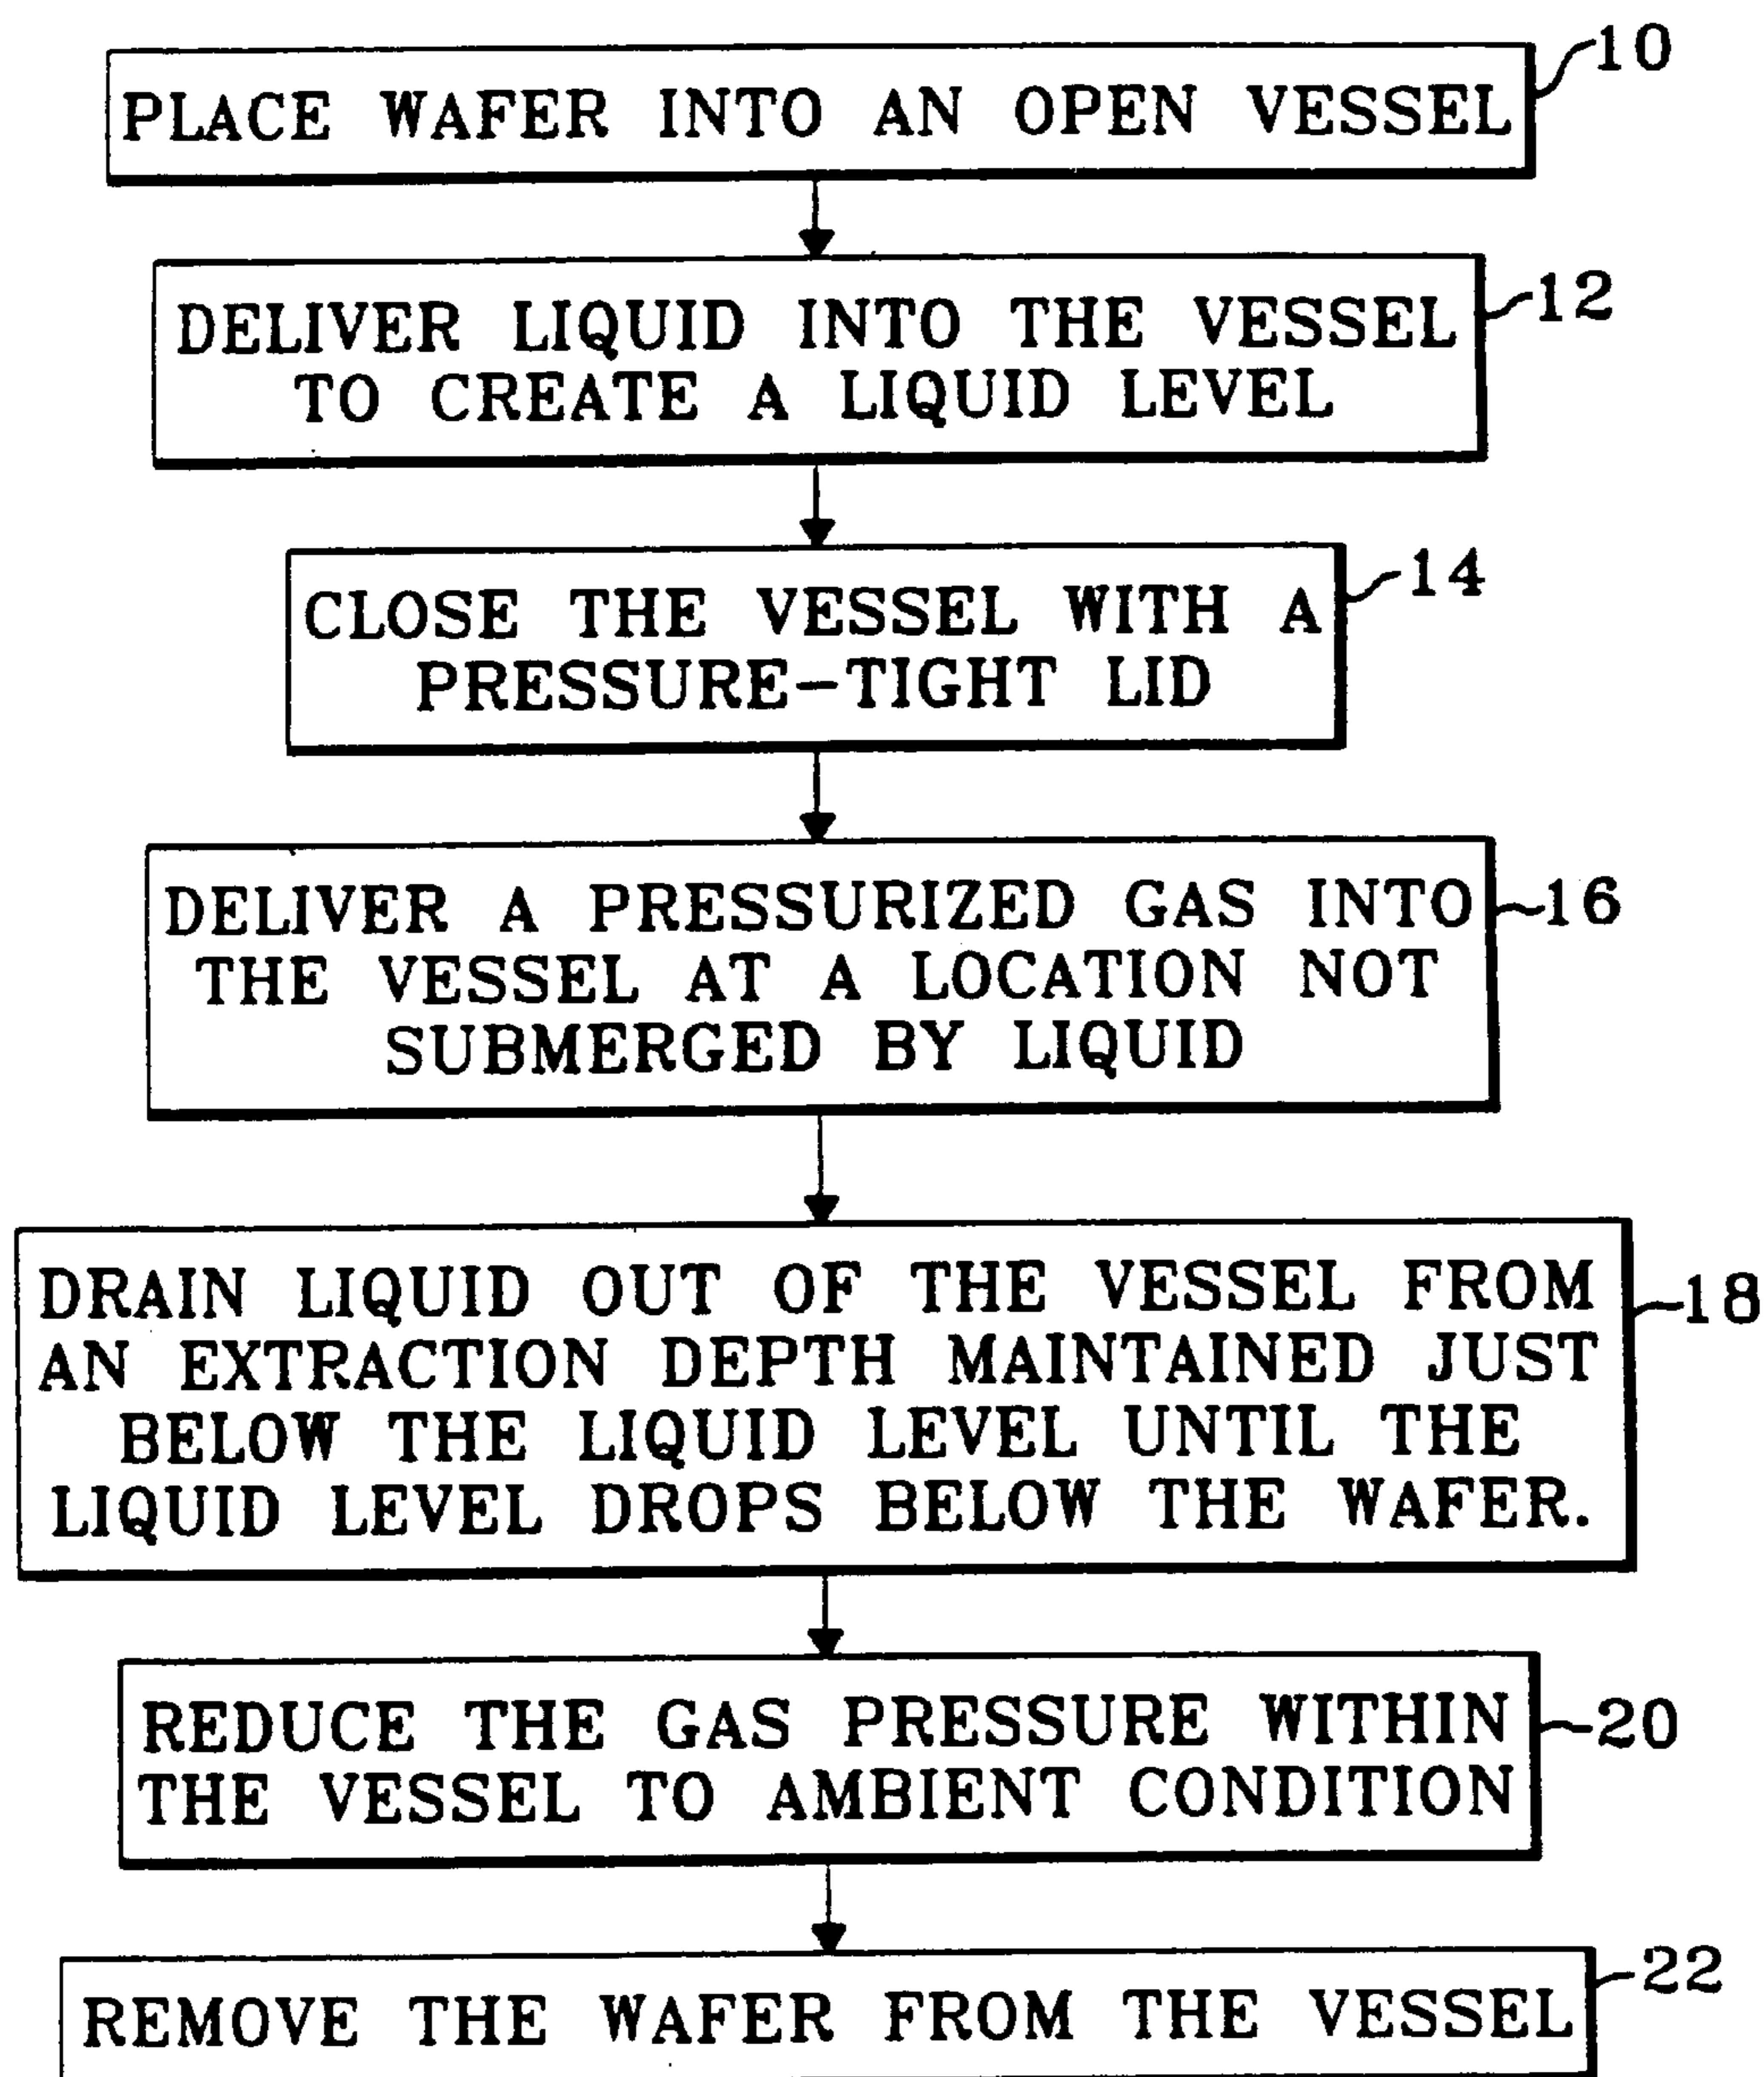 10
PLACE WAFER INTO AN OPEN VESSEL
12
DELIVER LIQUID INTO THE VESSEL
TO CREATE A LIQUID LEVEL
14
CLOSE THE VESSEL WITH A
PRESSURE-TIGHT LID
16
DELIVER A PRESSURIZED GAS INTO
THE VESSEL AT A LOCATION NOT
SUBMERGED BY LIQUID
18
DRAIN LIQUID OUT OF THE VESSEL FROM
AN EXTRACTION DEPTH MAINTAINED JUST
BELOW THE LIQUID LEVEL UNTIL THE
LIQUID LEVEL DROPS BELOW THE WAFER.
20
REDUCE THE GAS PRESSURE WITHIN
THE VESSEL TO AMBIENT CONDITION
22
REMOVE THE WAFER FROM THE VESSEL